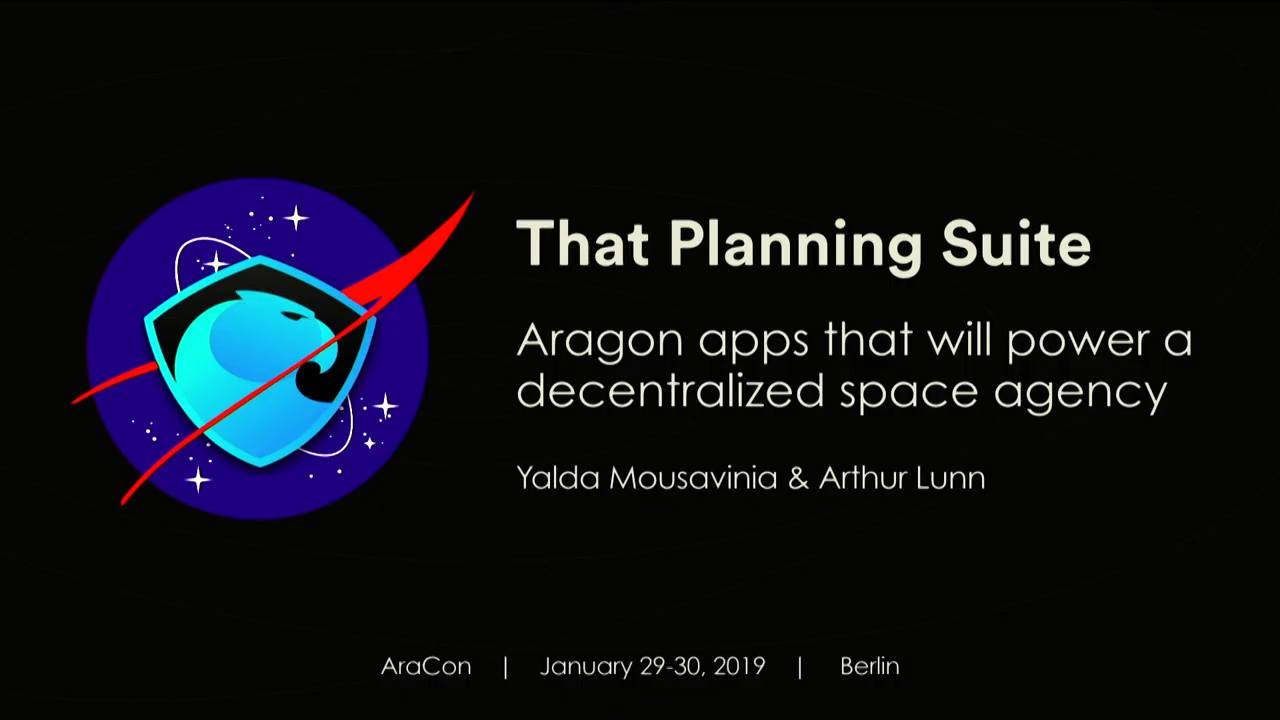 That Planning Suite
Aragon apps that will power a
decentralized space agency
Yalda Mousavinia & Arthur Lunn
AraCon | January 29-30, 2019 | Berlin